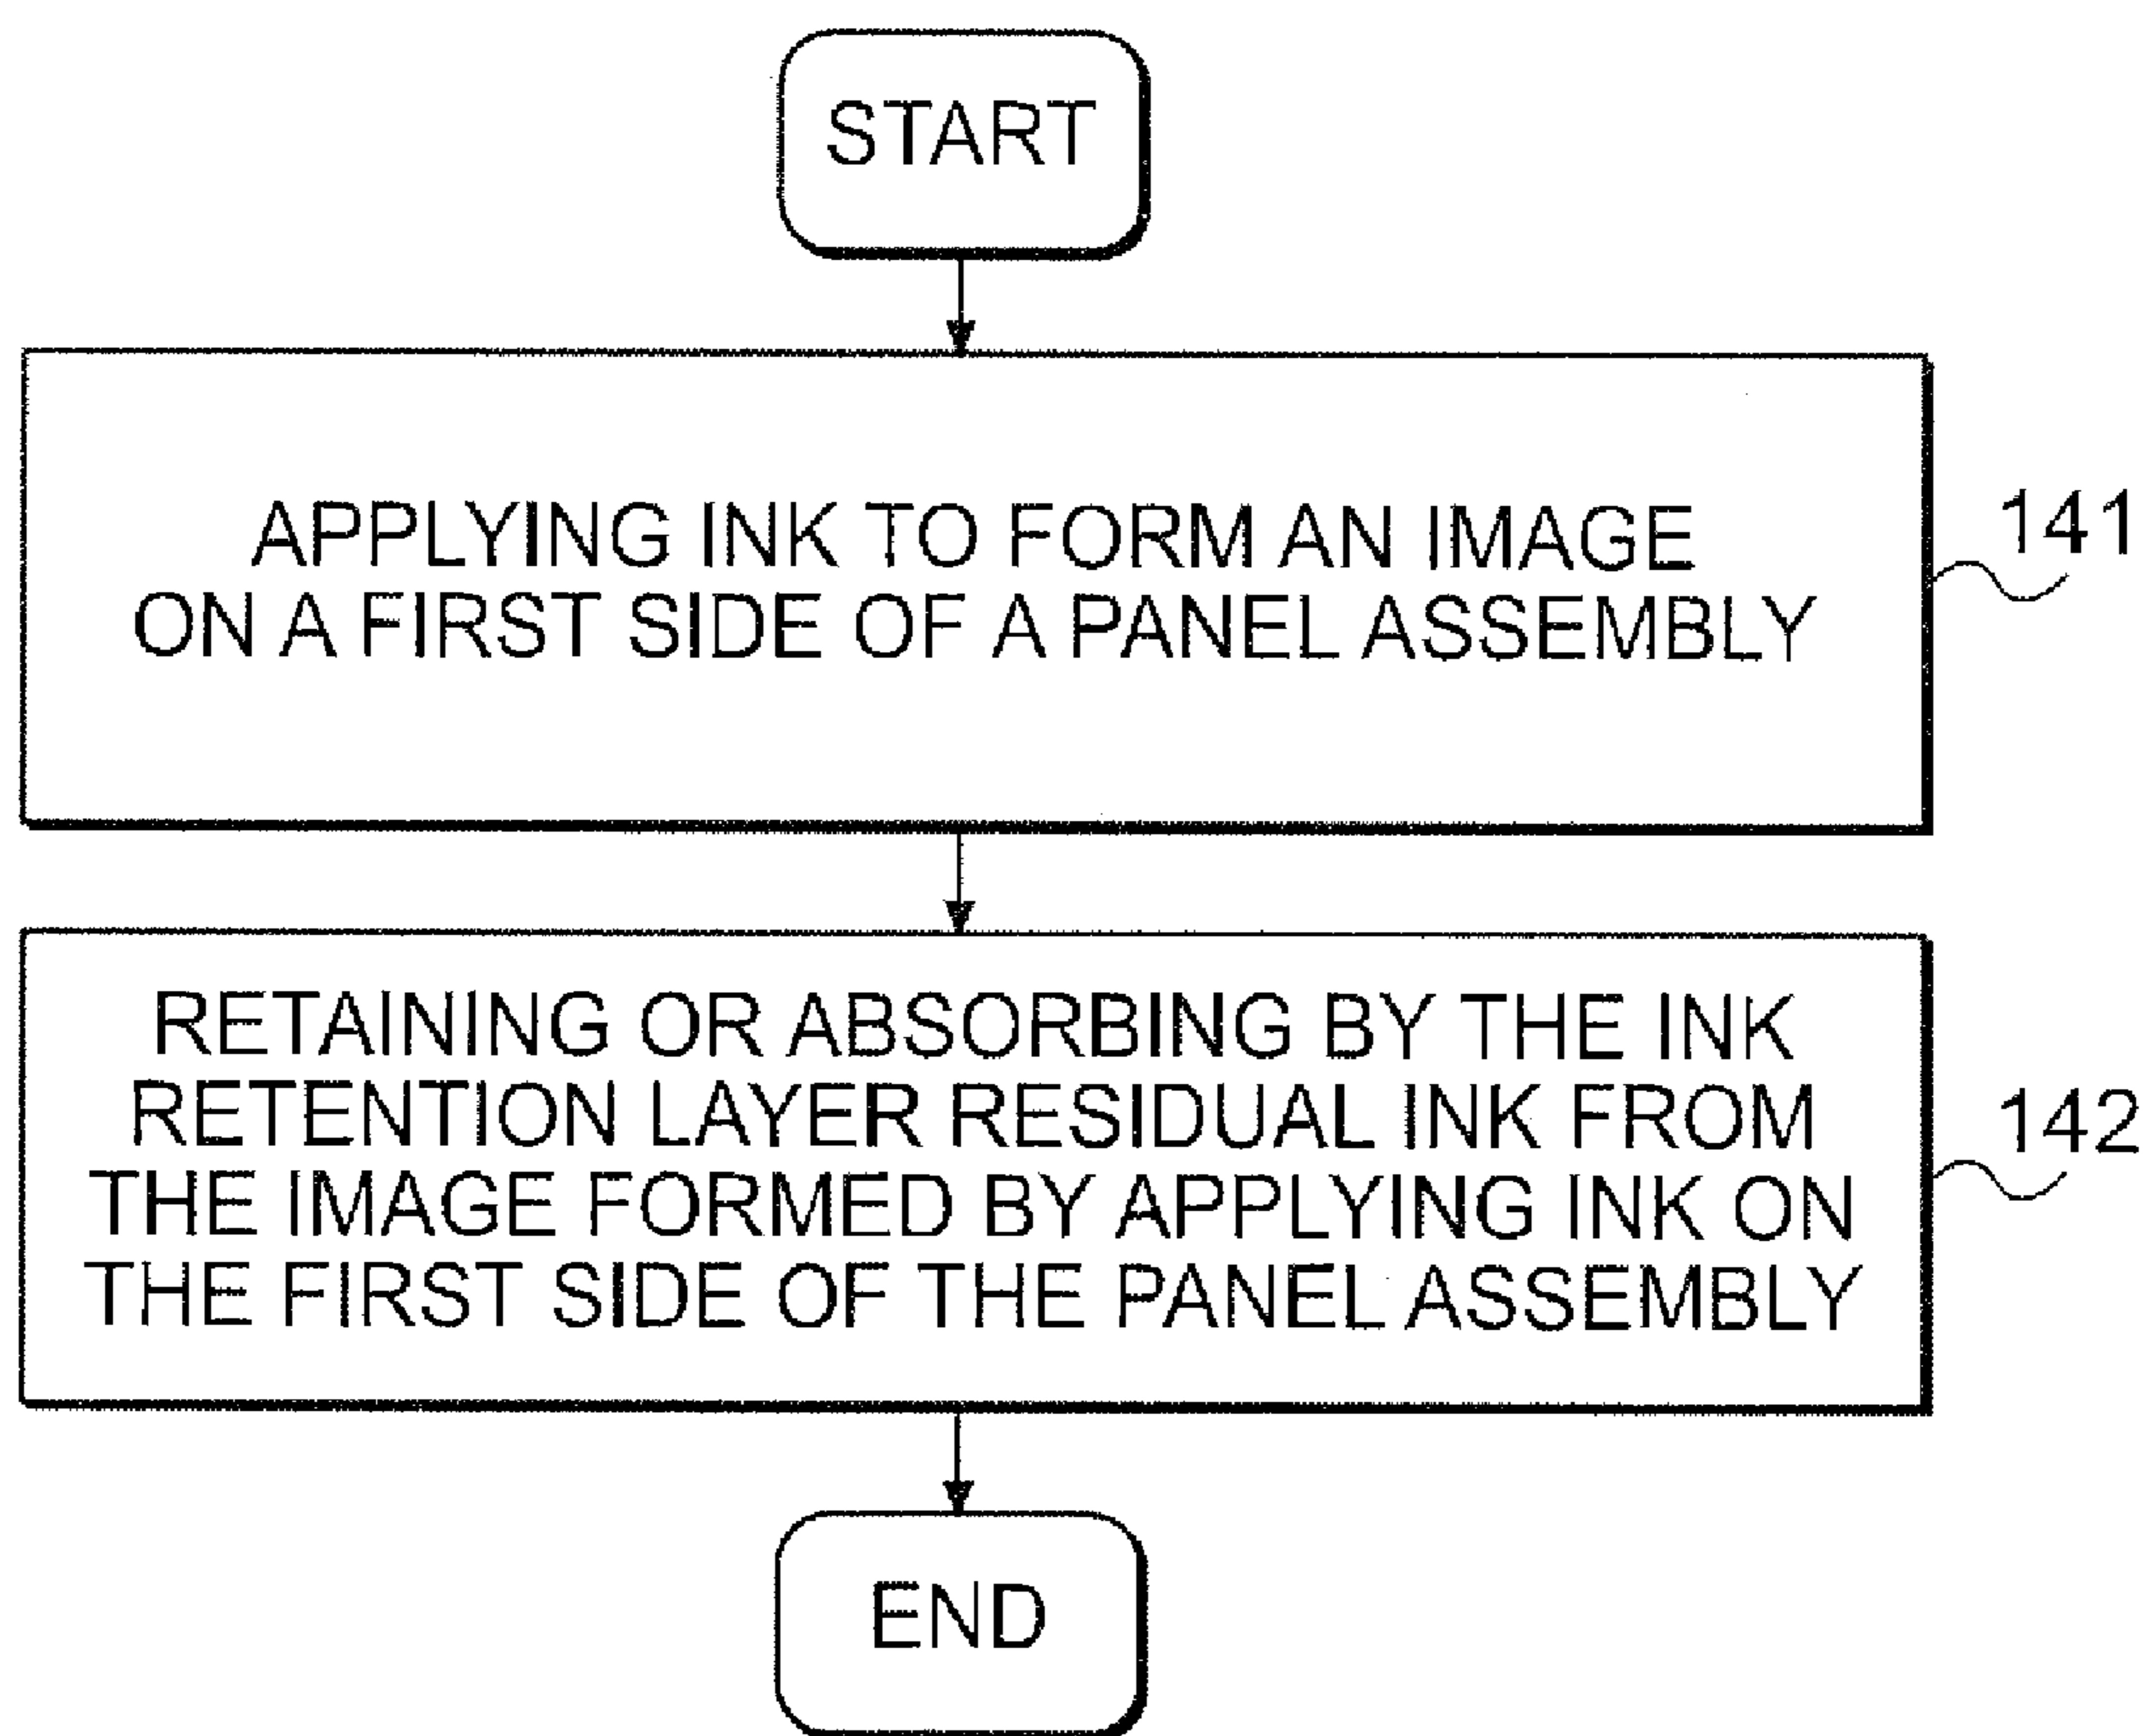 START
APPLYING INK TO FORM AN IMAGE
ON A FIRST SIDE OF A PANEL ASSEMBLY
141
RETAINING OR ABSORBING BY THE INK
RETENTION LAYER RESIDUAL INK FROM
THE IMAGE FORMED BY APPLYING INK ON
THE FIRST SIDE OF THE PANEL ASSEMBLY
142
END